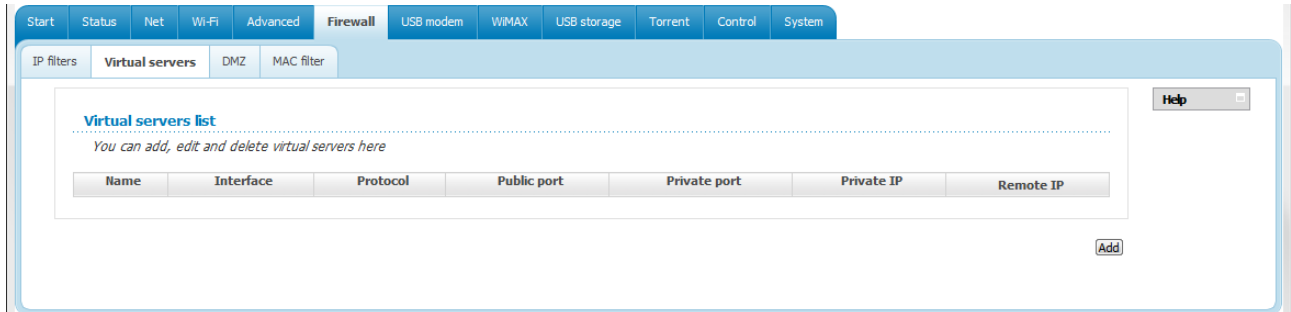 Start Status Net Wi-Fi Advanced Firewall USB modem WiMAX USB storage Torrent Control System
IP filters Virtual servers DMZ MAC filter
Help
Virtual servers list
You can add, edit and delete virtual servers here
Name Interface Protocol Public port Private port Private IP Remote IP
Add